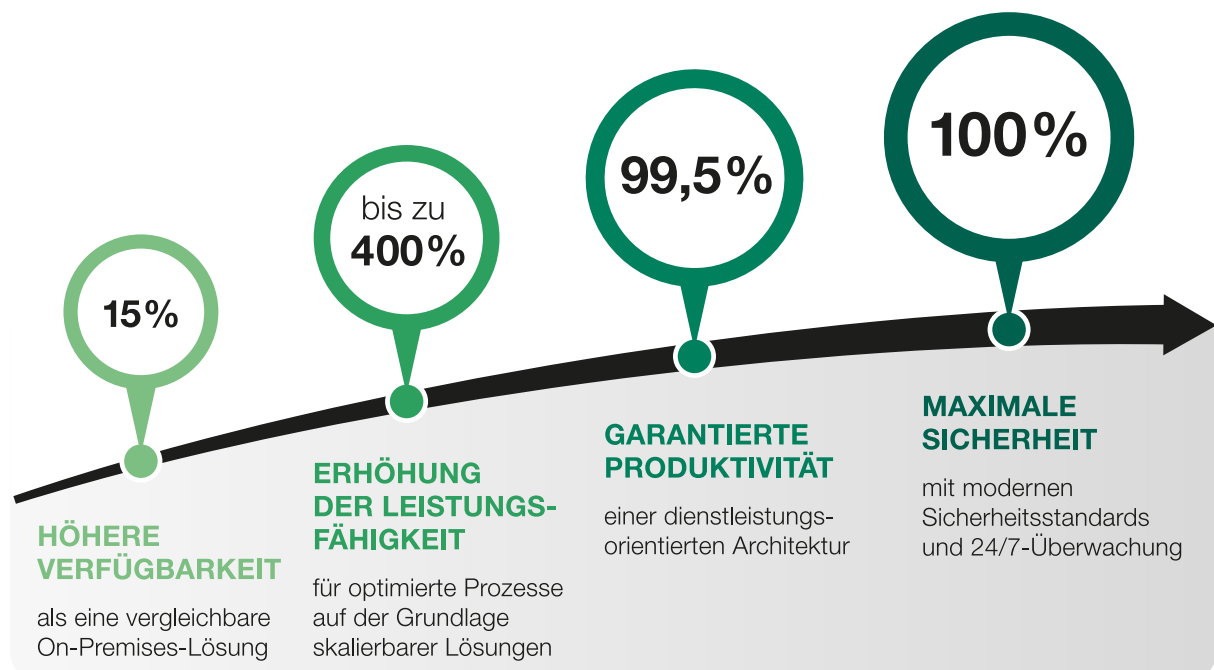 15%
HÖHERE
VERFÜGBARKEIT
als eine vergleichbare
On-Premises-Lösung
bis zu
400%
ERHÖHUNG
DER LEISTUNGS-
FÄHIGKEIT
für optimierte Prozesse
auf der Grundlage
skalierbarer Lösungen
99,5%
GARANTIERTE
PRODUKTIVITÄT
einer dienstleistungs-
orientierten Architektur
100%
MAXIMALE
SICHERHEIT
mit modernen
Sicherheitsstandards
und 24/7-Überwachung